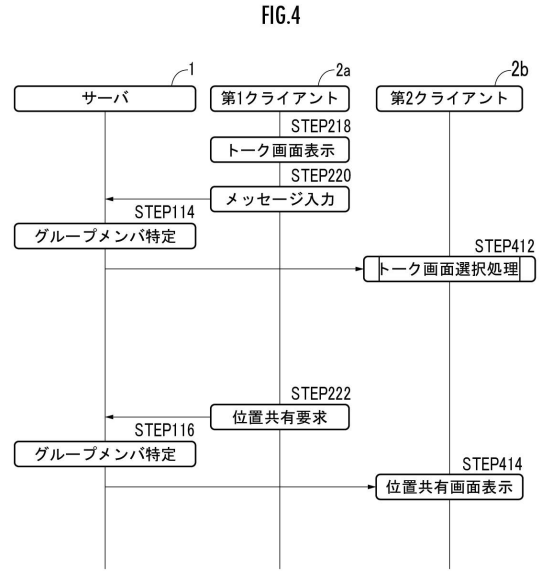 FIG.4
1
2a
2b
サーバ
第1クライアント
第2クライアント
STEP218
トーク画面表示
STEP220
メッセージ入力
STEP114
グループメンバ特定
STEP412
トーク画面選択処理
STEP222
位置共有要求
STEP116
グループメンバ特定
STEP414
位置共有画面表示